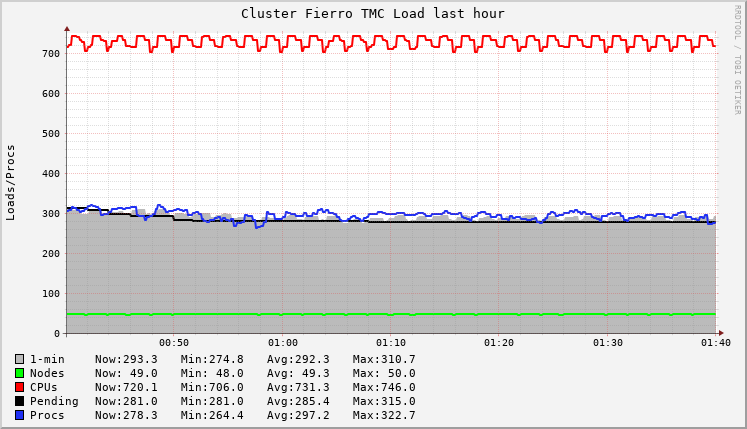 Cluster Fierro TMC Load last hour
RRDTOOL / TOBI OETIKER
Loads/Procs
700
600
500
400
300
200
100
0
00:50 01:00 01:10 01:20 01:30 01:40
1-min Now:293.3 Min:274.8 Avg:292.3 Max:310.7
Nodes Now: 49.0 Min: 48.0 Avg: 49.3 Max: 50.0
CPUs Now:720.1 Min:706.0 Avg:731.3 Max:746.0
Pending Now:281.0 Min:281.0 Avg:285.4 Max:315.0
Procs Now:278.3 Min:264.4 Avg:297.2 Max:322.7